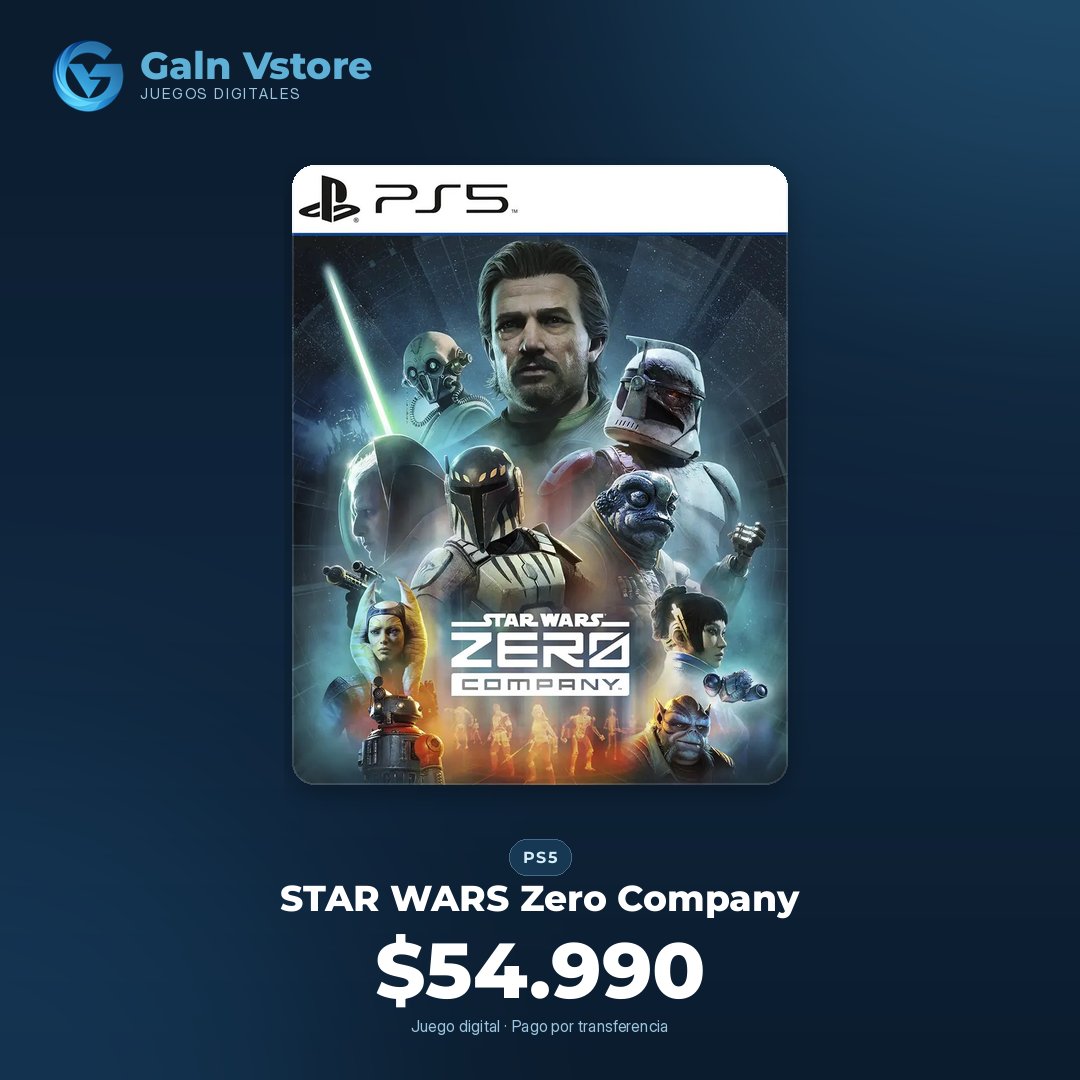 Galn Vstore
JUEGOS DIGITALES
PS5
STAR WARS
ZERO
COMPANY
PS5
STAR WARS Zero Company
$54.990
Juego digital · Pago por transferencia